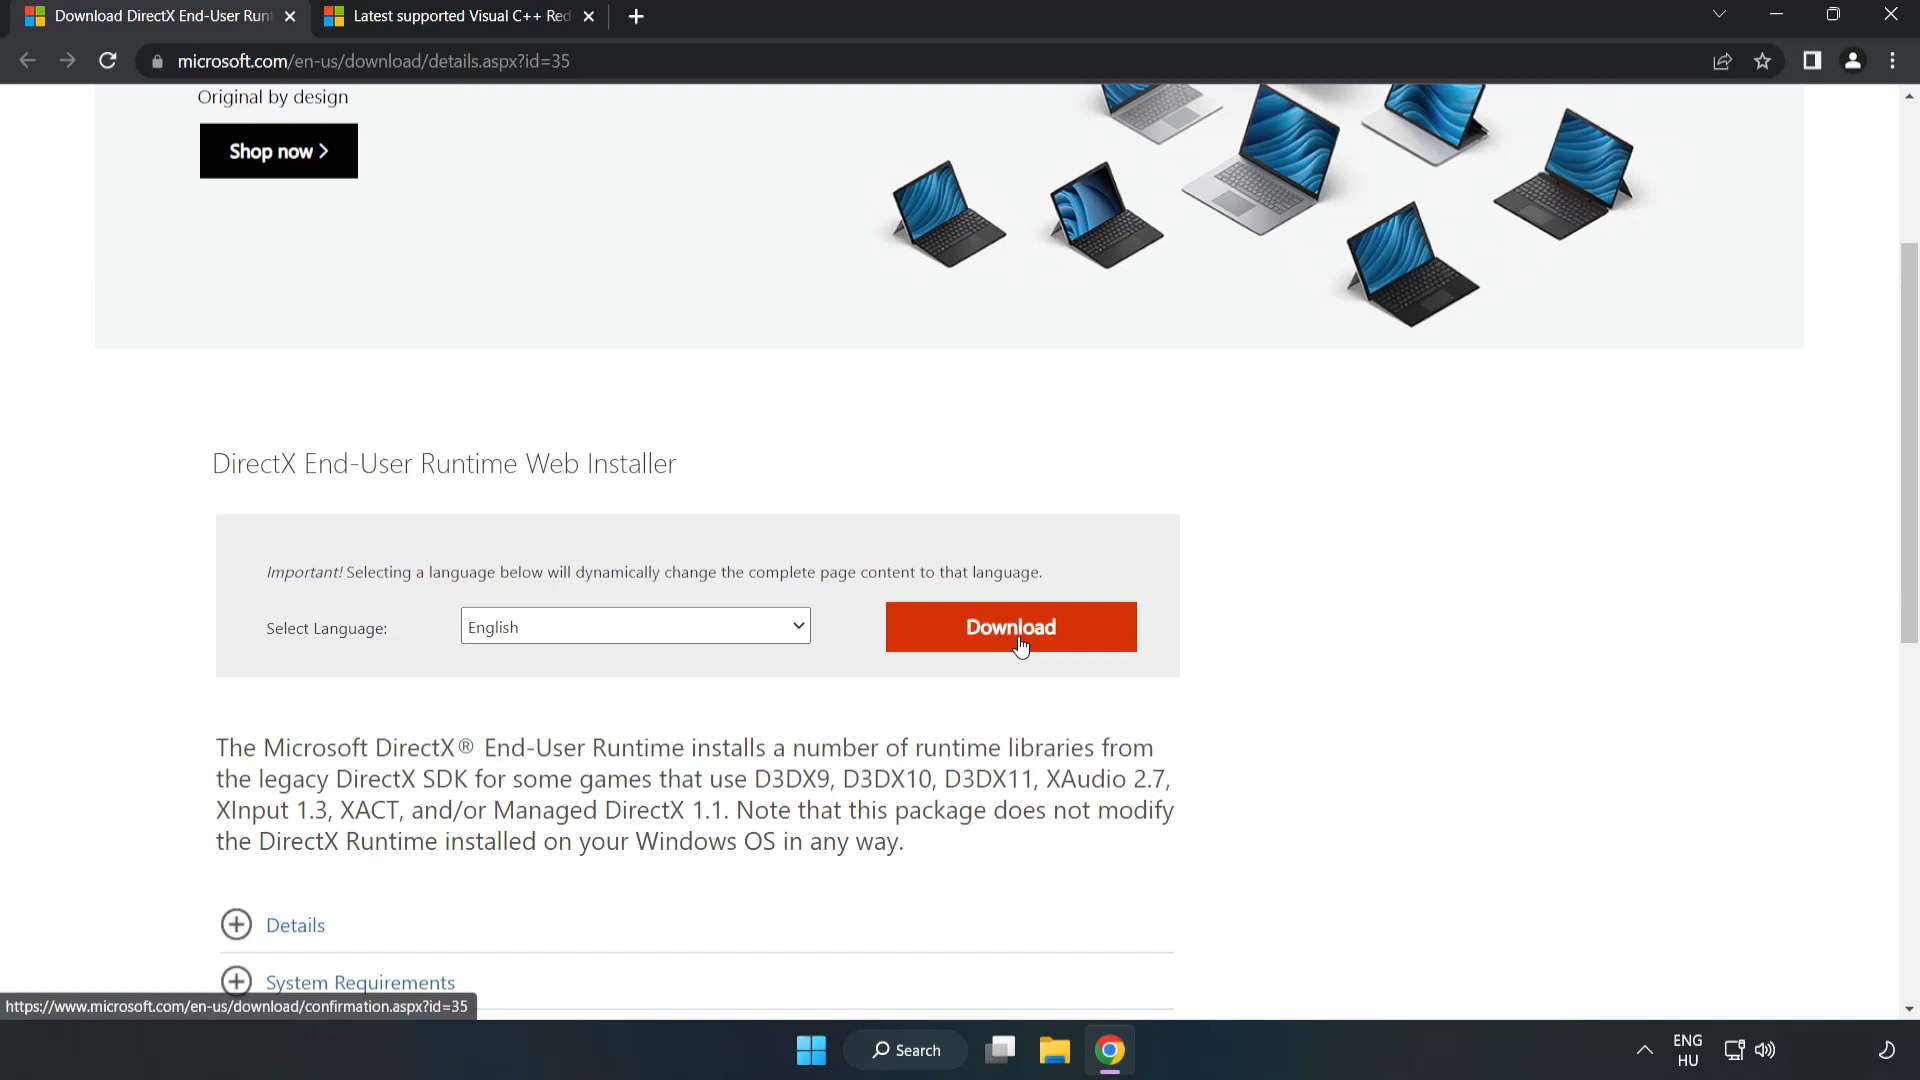 Download DirectX End-User Runt
Latest supported Visual C++ Red
microsoft.com/en-us/download/details.aspx?id=35
Original by design
Shop now
DirectX End-User Runtime Web Installer
Important! Selecting a language below will dynamically change the complete page content to that language.
Select Language:
English
Download
The Microsoft DirectX® End-User Runtime installs a number of runtime libraries from
the legacy DirectX SDK for some games that use D3DX9, D3DX10, D3DX11, XAudio 2.7,
XInput 1.3, XACT, and/or Managed DirectX 1.1. Note that this package does not modify
the DirectX Runtime installed on your Windows OS in any way.
Details
System Requirements
https://www.microsoft.com/en-us/download/confirmation.aspx?id=35
Search
ENG
HU